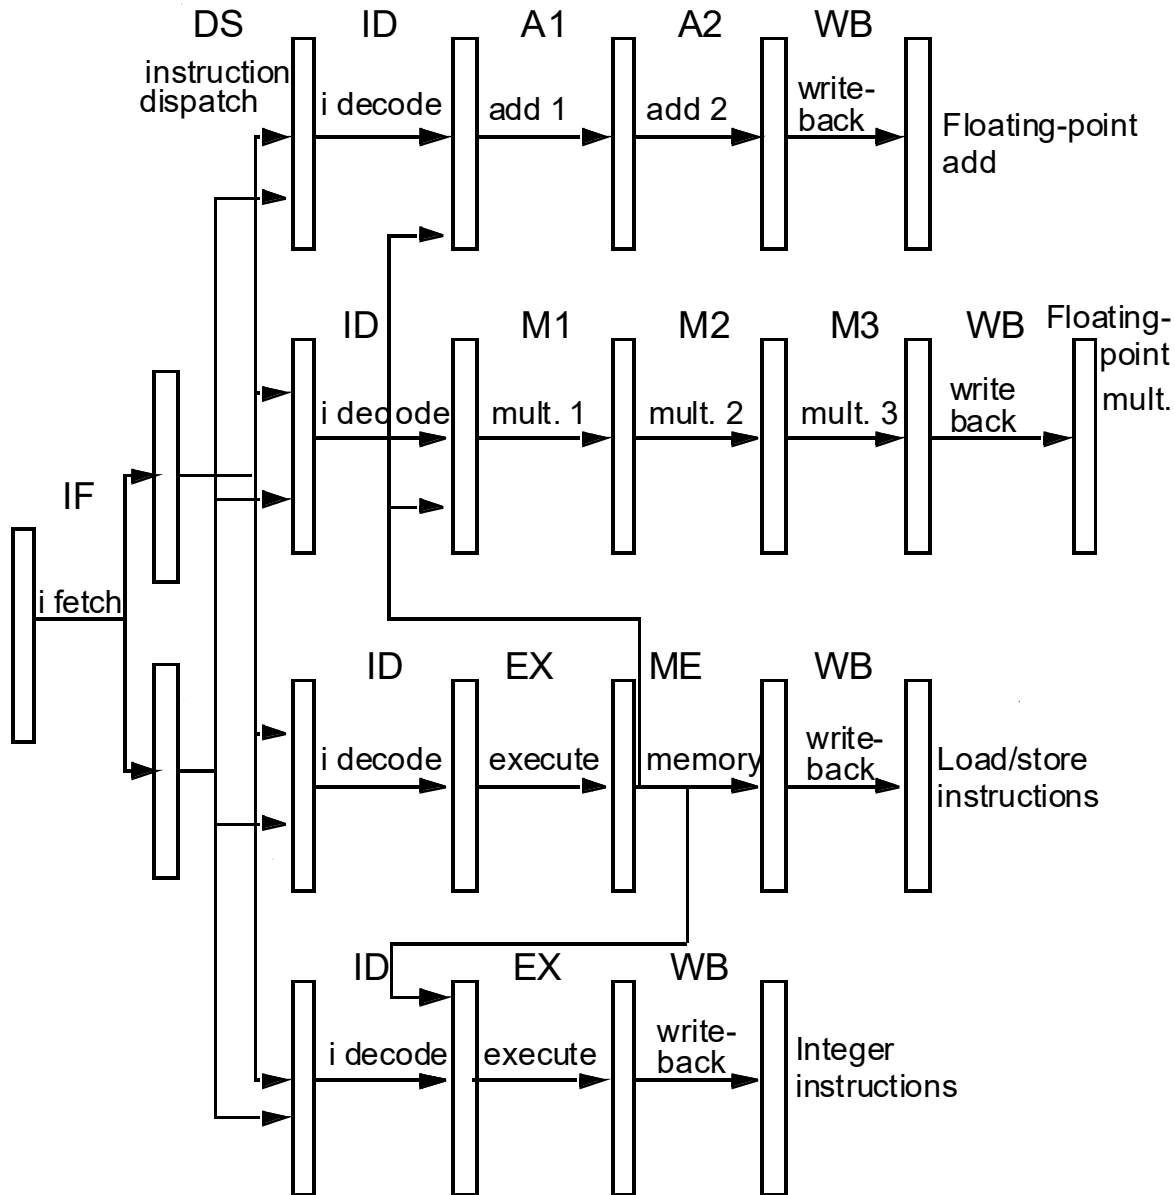 DS ID A1 A2 WB
instruction
dispatch
i decode
add 1
add 2
write-
back
Floating-point
add
ID M1 M2 M3 WB
Floating-
point
mult.
i decode
mult. 1
mult. 2
mult. 3
write
back
IF
i fetch
ID EX ME WB
i decode
execute
memory
write-
back
Load/store
instructions
ID EX WB
i decode
execute
write-
back
Integer
instructions